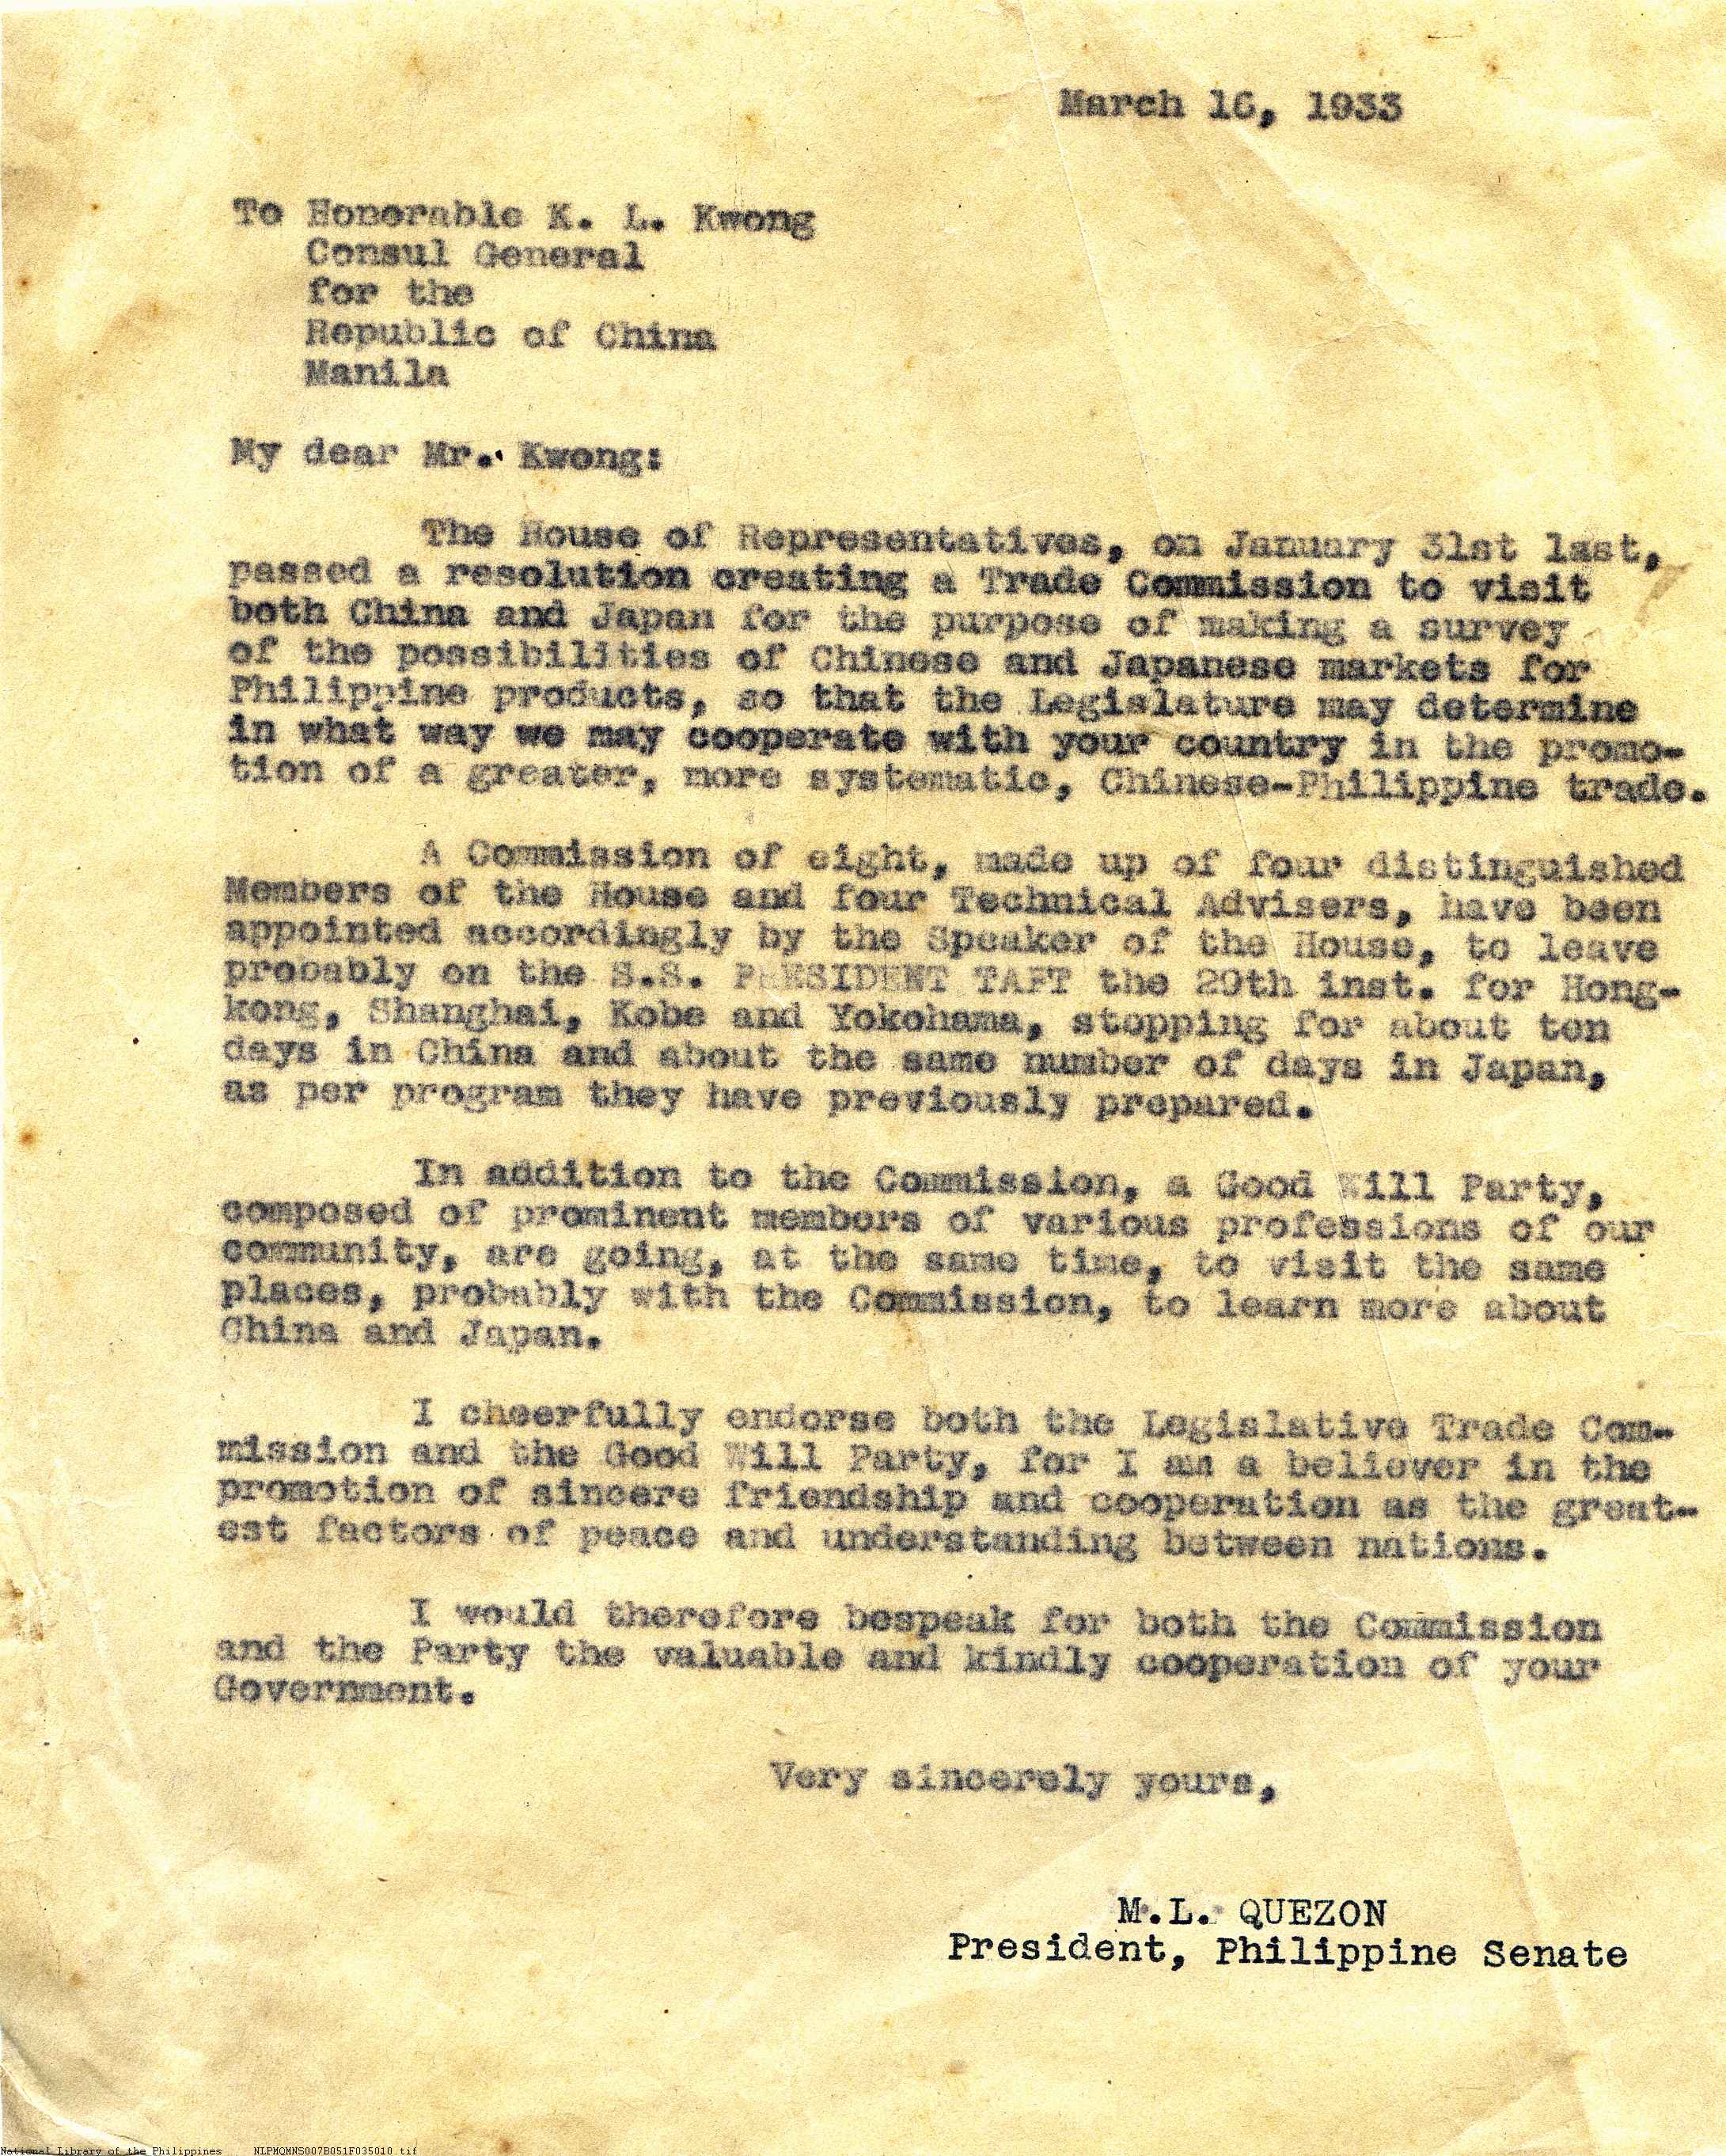 March 16, 1933
To Honorable K. L. Kwong
Consul General
for the
Republic of China
Manila
My dear Mr. Kwong:
The House of Representatives, on January 31st last,
passed a resolution creating a Trade Commission to visit
both China and Japan for the purpose of making a survey
of the possibilities of Chinese and Japanese markets for
Philippine products, so that the Legislature may determine
in what way we may cooperate with your country in the promo-
tion of a greater, more systematic, Chinese-Philippine trade.
A Commission of eight, made up of four distinguished
Members of the House and four Technical Advisers, have been
appointed accordingly by the Speaker of the House, to leave
probably on the S.S. PRESIDENT TAFT the 29th inst. for Hong-
kong, Shanghai, Kobe and Yokohama, stopping for about ten
days in China and about the same number of days in Japan,
as per program they have previously prepared.
In addition to the Commission, a Good Will Party,
composed of prominent members of various professions of our
community, are going, at the same time, to visit the same
places, probably with the Commission, to learn more about
China and Japan.
I cheerfully endorse both the Legislative Trade Com-
mission and the Good Will Party, for I am a believer in the
promotion of sincere friendship and cooperation as the great-
est factors of peace and understanding between nations.
I would therefore bespeak for both the Commission
and the Party the valuable and kindly cooperation of your
Government.
Very sincerely yours,
M.L. QUEZON
President, Philippine Senate
National Library of the Philippines NLPMQMNS007B051F035010.tif